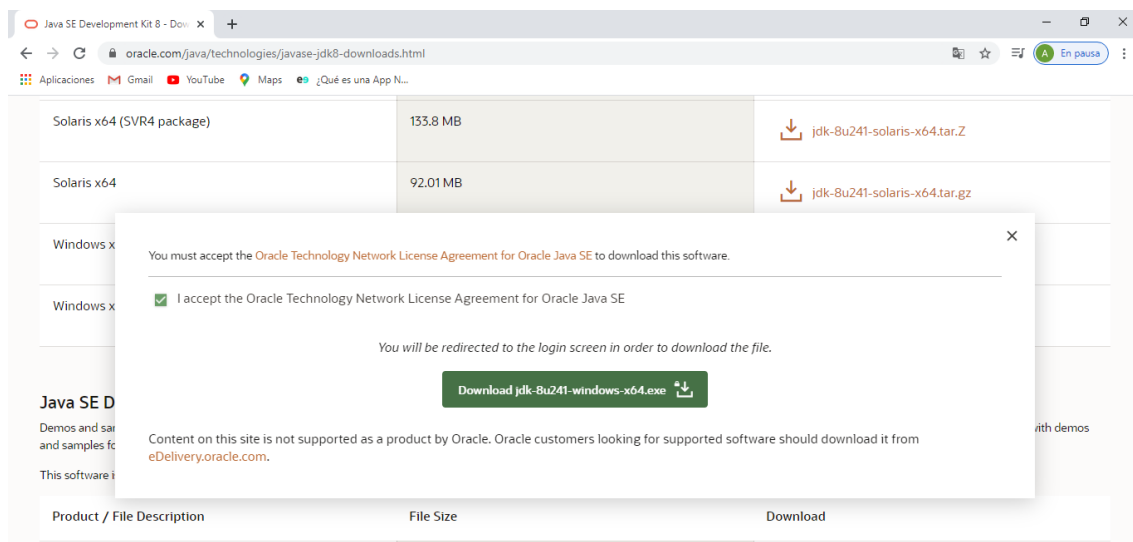 Java SE Development Kit 8 - Dow
oracle.com/java/technologies/javase-jdk8-downloads.html
A
En pausa
Aplicaciones
Gmail
YouTube
Maps
¿Qué es una App N...
Solaris x64 (SVR4 package)
133.8 MB
jdk-8u241-solaris-x64.tar.Z
Solaris x64
92.01 MB
jdk-8u241-solaris-x64.tar.gz
Windows x
You must accept the Oracle Technology Network License Agreement for Oracle Java SE to download this software.
I accept the Oracle Technology Network License Agreement for Oracle Java SE
Windows x
You will be redirected to the login screen in order to download the file.
Download jdk-8u241-windows-x64.exe
Java SE D
Demos and sar
vith demos
and samples fo
Content on this site is not supported as a product by Oracle. Oracle customers looking for supported software should download it from
eDelivery.oracle.com.
This software i
Product / File Description
File Size
Download